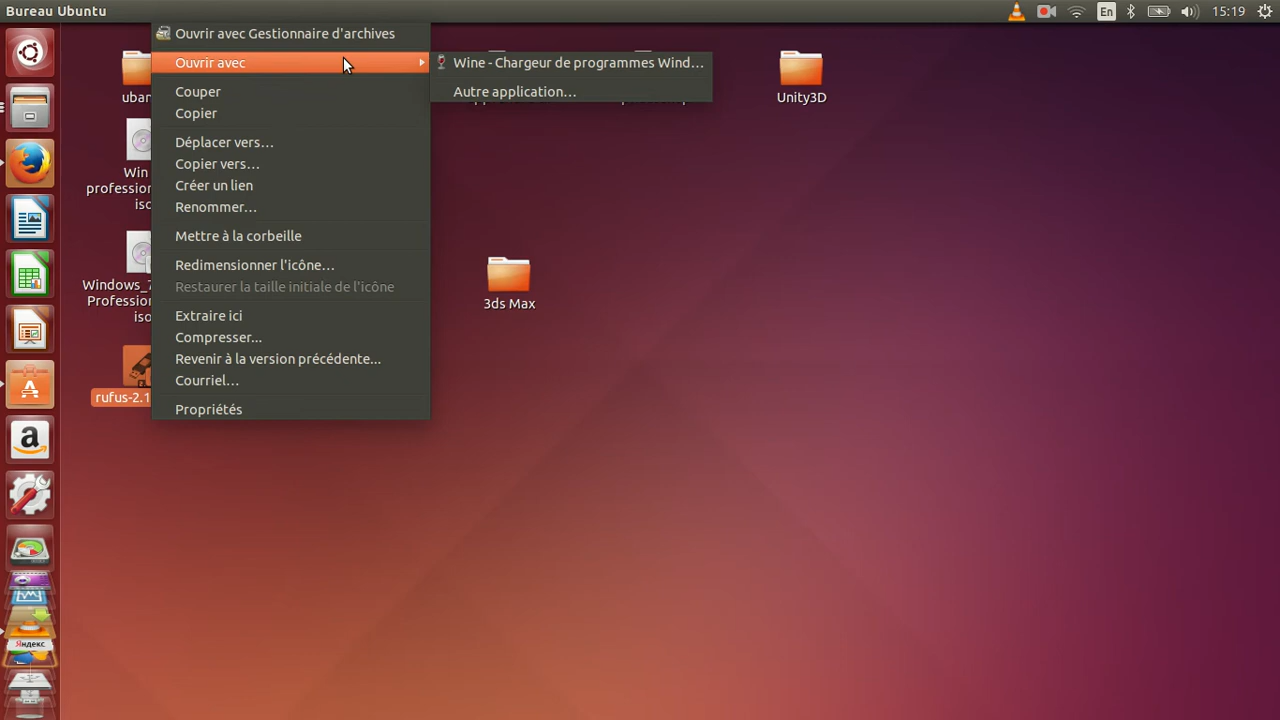 Bureau Ubuntu
En
15:19
Ouvrir avec Gestionnaire d'archives
Ouvrir avec
Couper
Copier
Déplacer vers…
Copier vers…
Créer un lien
Renommer…
Mettre à la corbeille
Redimensionner l'icône…
Restaurer la taille initiale de l'icône
Extraire ici
Compresser...
Revenir à la version précédente...
Courriel…
Propriétés
Wine - Chargeur de programmes Wind…
Autre application…
Unity3D
3ds Max
Win
profession
iso
Windows_7
Profession
iso
rufus-2.1
Яндекс